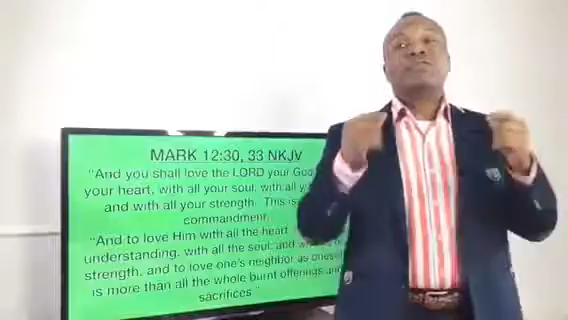 MARK 12:30, 33 NKJV
"And you shall love the LORD your God
your heart, with all your soul, with all y
and with all your strength. This is
commandment.
"And to love Him with all the heart
understanding, with all the soul, and
strength, and to love one's neighbor as
is more than all the whole burnt offerings and
sacrifices."